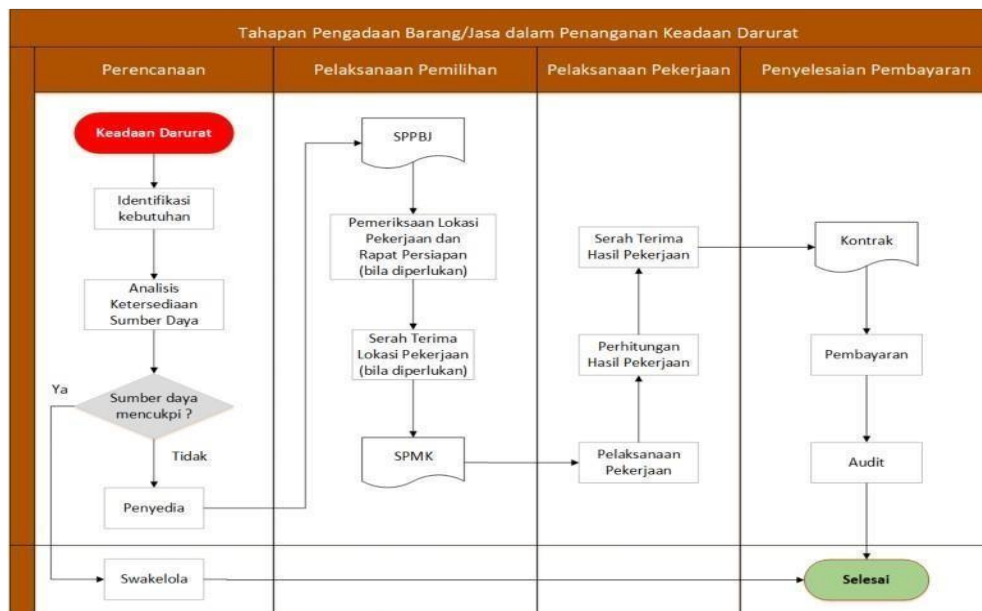 Tahapan Pengadaan Barang/Jasa dalam Penanganan Keadaan Darurat
Perencanaan
Pelaksanaan Pemilihan
Pelaksanaan Pekerjaan
Penyelesaian Pembayaran
Keadaan Darurat
Identifikasi
kebutuhan
Analisis
Ketersediaan
Sumber Daya
Ya
Sumber daya
mencukpi ?
Tidak
Penyedia
Swakelola
SPPBJ
Pemeriksaan Lokasi
Pekerjaan dan
Rapat Persiapan
(bila diperlukan)
Serah Terima
Lokasi Pekerjaan
(bila diperlukan)
SPMK
Serah Terima
Hasil Pekerjaan
Perhitungan
Hasil Pekerjaan
Pelaksanaan
Pekerjaan
Kontrak
Pembayaran
Audit
Selesai